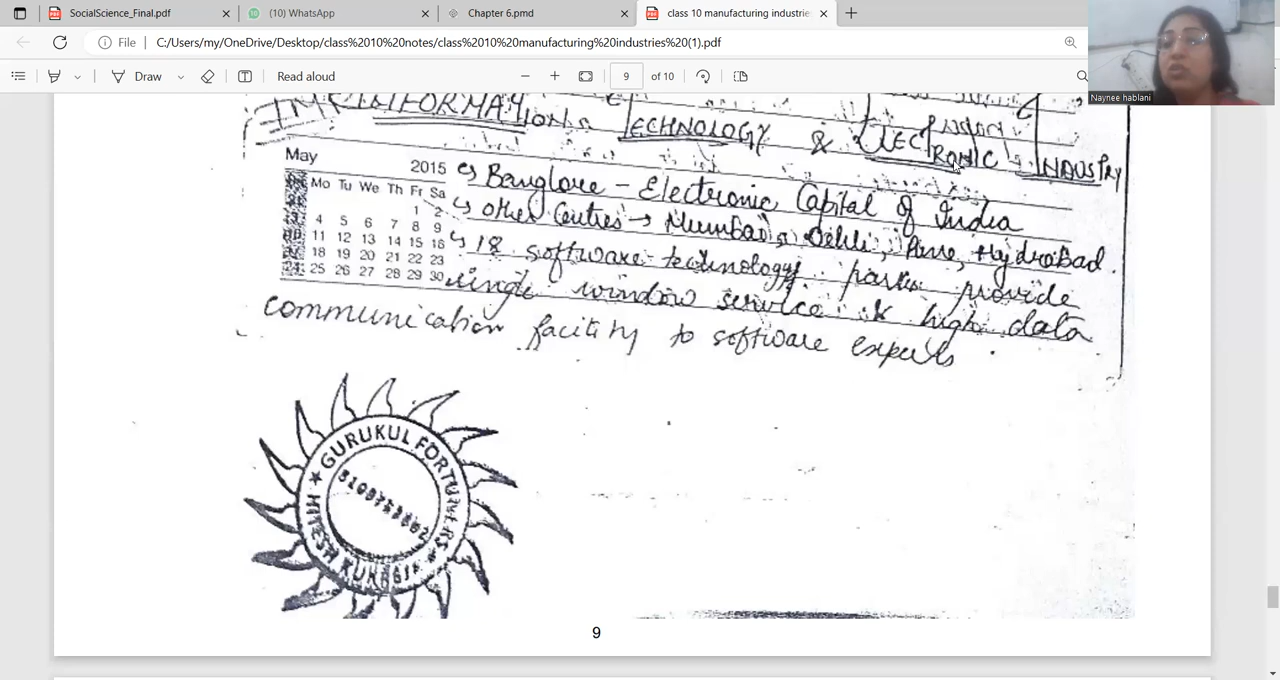 SocialScience_Final.pdf
(10) WhatsApp
Chapter 6.pmd
class 10 manufacturing industrie
File
C:/Users/my/OneDrive/Desktop/class%2010%20notes/class%2010%20manufacturing%20industries%20(1).pdf
Draw
Read aloud
9 of 10
Naynee hablani
INFORMATION TECHNOLOGY & ELECTRONIC INDUSTRY
May 2015
Mo Tu We Th Fr Sa
1 2
4 5 6 7 8 9
11 12 13 14 15 16
18 19 20 21 22 23
25 26 27 28 29 30
Banglore - Electronic Capital of India
Other Centres → Mumbai, Delhi, Pune, Hydrobad.
18 software technology parks provide
single window service & high data
communication facility to software experts.
GURUKUL FORTUNERS
HITESH KUKREJA
9